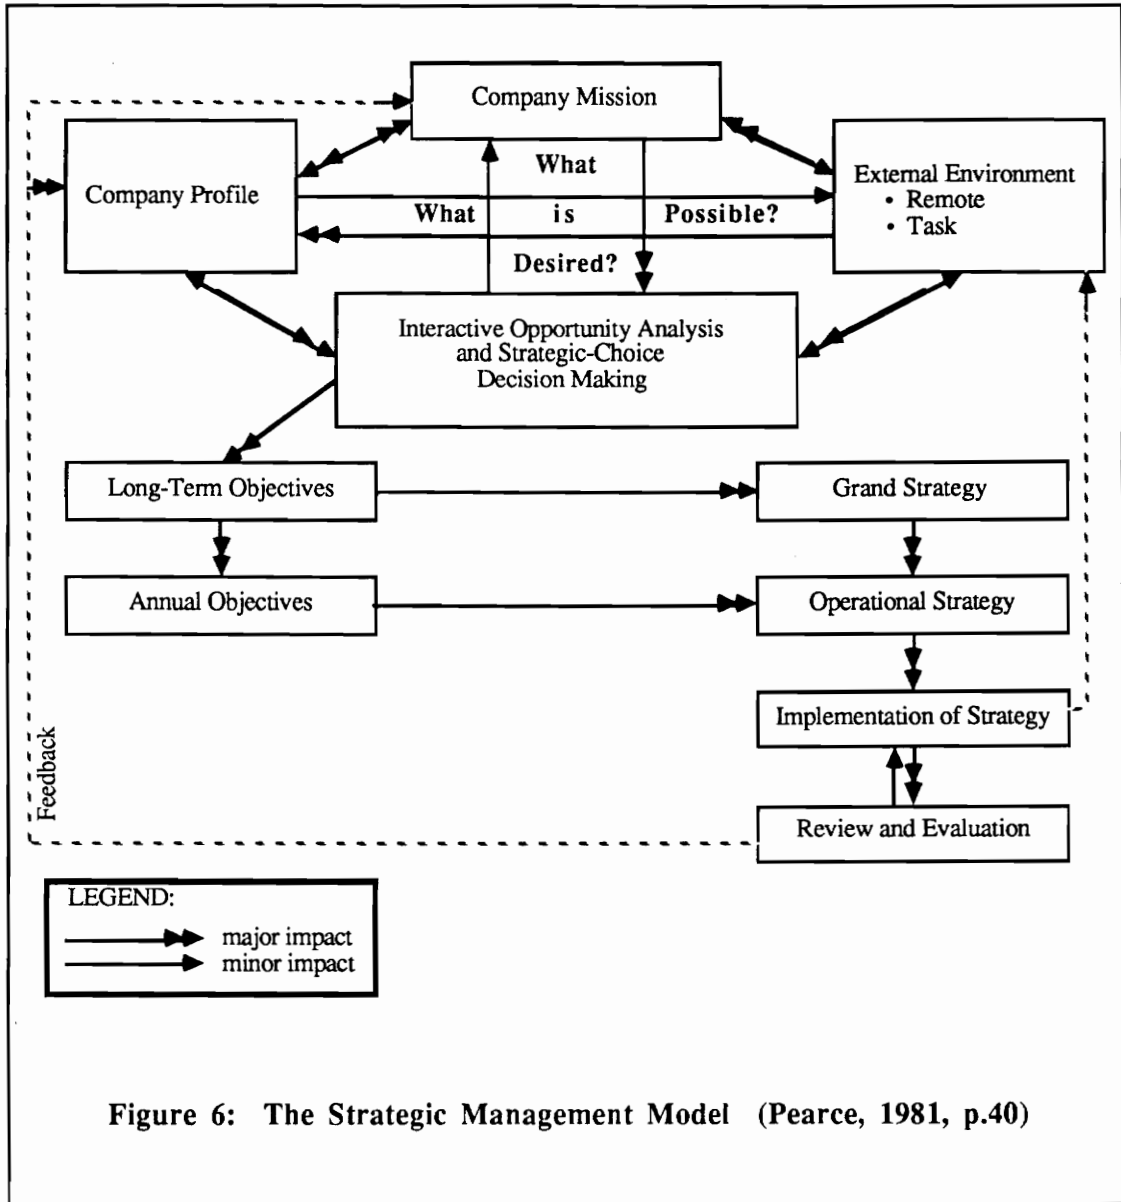 Company Mission
Company Profile
External Environment
• Remote
• Task
What
What is Possible?
Desired?
Interactive Opportunity Analysis
and Strategic-Choice
Decision Making
Long-Term Objectives
Grand Strategy
Annual Objectives
Operational Strategy
Implementation of Strategy
Feedback
Review and Evaluation
LEGEND:
major impact
minor impact
Figure 6: The Strategic Management Model (Pearce, 1981, p.40)